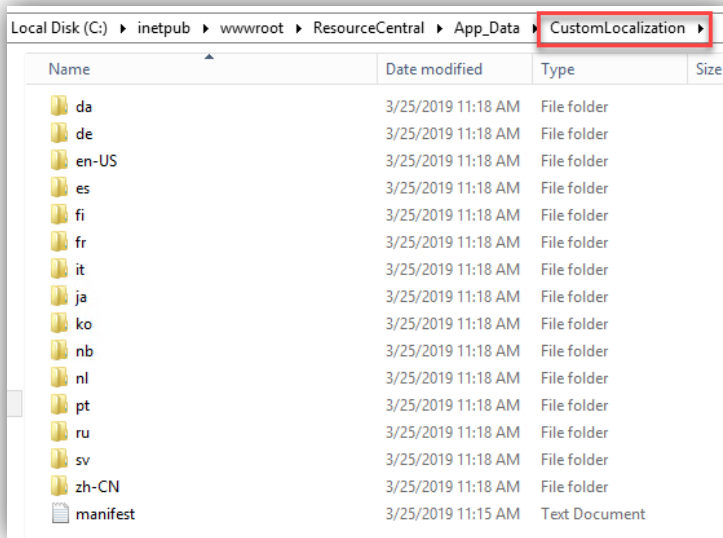 Local Disk (C:) ▸ inetpub ▸ wwwroot ▸ ResourceCentral ▸ App_Data ▸ CustomLocalization ▸
Name Date modified Type Size
da 3/25/2019 11:18 AM File folder
de 3/25/2019 11:18 AM File folder
en-US 3/25/2019 11:18 AM File folder
es 3/25/2019 11:18 AM File folder
fi 3/25/2019 11:18 AM File folder
fr 3/25/2019 11:18 AM File folder
it 3/25/2019 11:18 AM File folder
ja 3/25/2019 11:18 AM File folder
ko 3/25/2019 11:18 AM File folder
nb 3/25/2019 11:18 AM File folder
nl 3/25/2019 11:18 AM File folder
pt 3/25/2019 11:18 AM File folder
ru 3/25/2019 11:18 AM File folder
sv 3/25/2019 11:18 AM File folder
zh-CN 3/25/2019 11:18 AM File folder
manifest 3/25/2019 11:15 AM Text Document